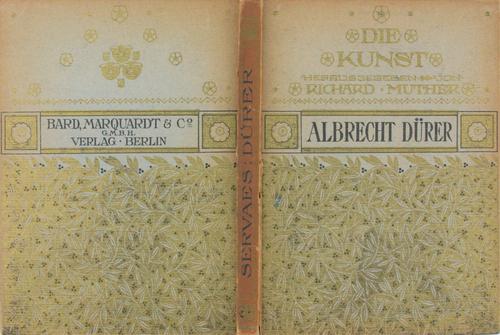 BARD, MARQUARDT & Cº
G.M.B.H.
VERLAG · BERLIN
SERVAES: DÜRER
DIE
KUNST
HERAUSGEGEBEN VON
RICHARD · MUTHER
ALBRECHT DÜRER